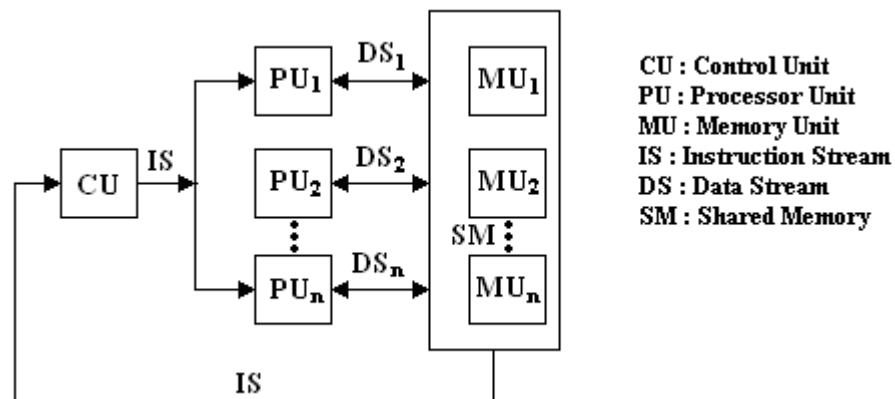 PU₁
DS₁
MU₁
IS
CU
PU₂
DS₂
MU₂
SM
PUₙ
DSₙ
MUₙ
IS
CU : Control Unit
PU : Processor Unit
MU : Memory Unit
IS : Instruction Stream
DS : Data Stream
SM : Shared Memory